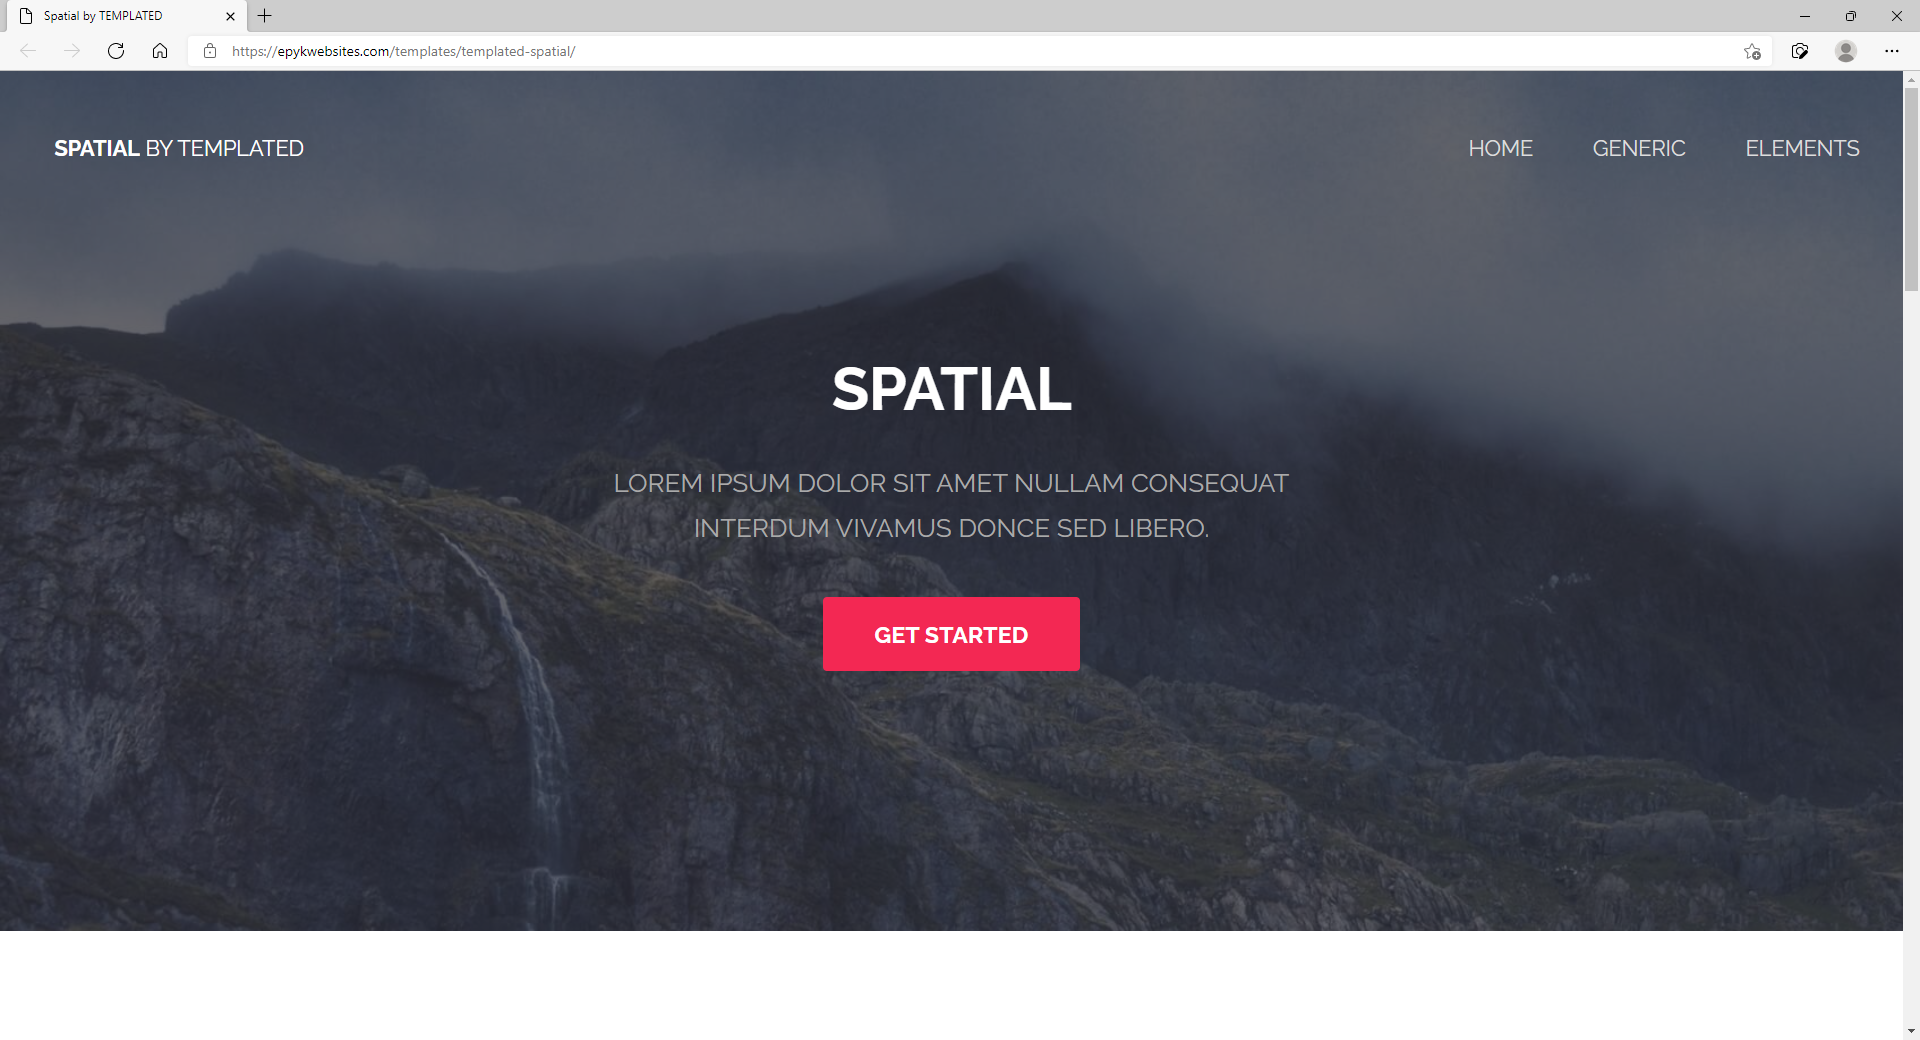 Spatial by TEMPLATED
https://epykwebsites.com/templates/templated-spatial/
SPATIAL BY TEMPLATED
HOME GENERIC ELEMENTS
SPATIAL
LOREM IPSUM DOLOR SIT AMET NULLAM CONSEQUAT
INTERDUM VIVAMUS DONCE SED LIBERO.
GET STARTED